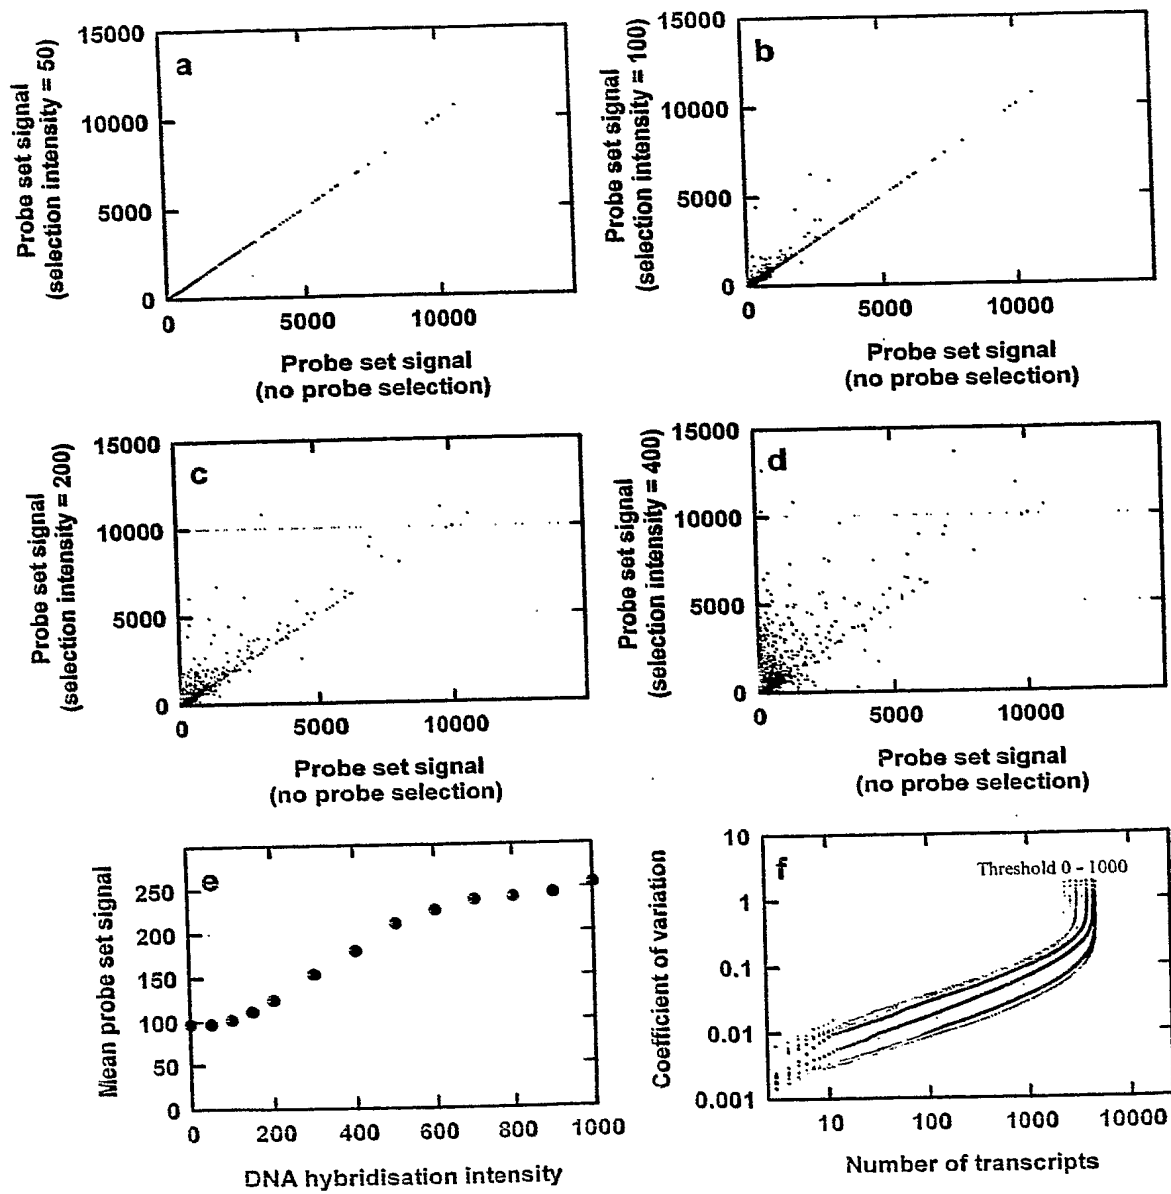 15000
10000
5000
0
Probe set signal
(selection intensity = 50)
a
0
5000
10000
Probe set signal
(no probe selection)
15000
10000
5000
0
Probe set signal
(selection intensity = 100)
b
0
5000
10000
Probe set signal
(no probe selection)
15000
10000
5000
0
Probe set signal
(selection intensity = 200)
c
0
5000
10000
Probe set signal
(no probe selection)
15000
10000
5000
0
Probe set signal
(selection intensity = 400)
d
0
5000
10000
Probe set signal
(no probe selection)
250
200
150
100
50
0
Mean probe set signal
e
0
200
400
600
800
1000
DNA hybridisation intensity
10
1
0.1
0.01
0.001
Coefficient of variation
f
Threshold 0 - 1000
10
100
1000
10000
Number of transcripts